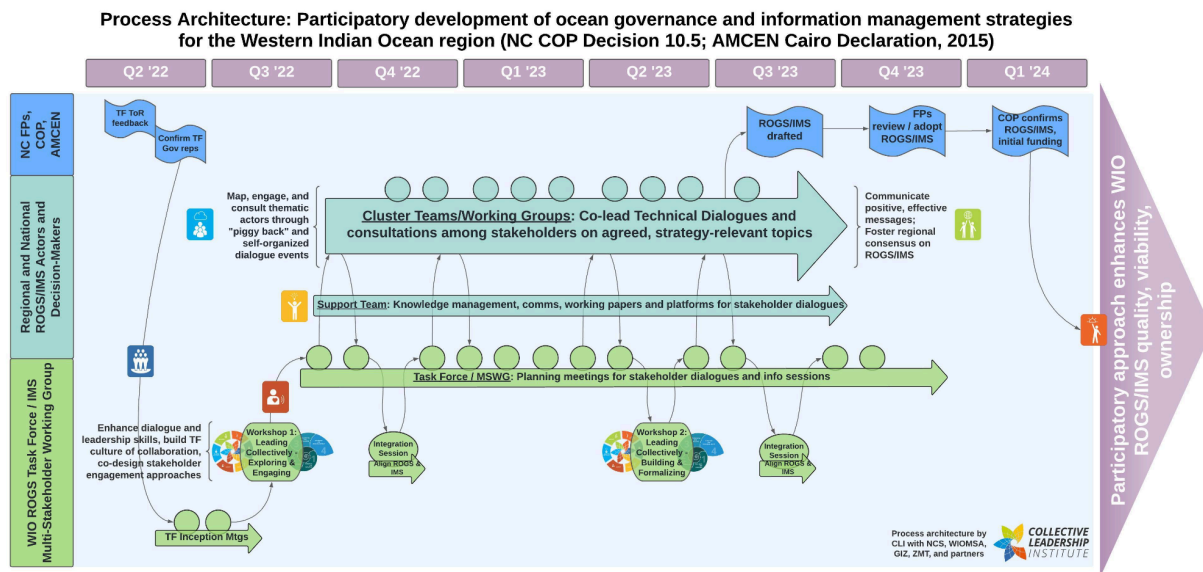 Process Architecture: Participatory development of ocean governance and information management strategies
for the Western Indian Ocean region (NC COP Decision 10.5; AMCEN Cairo Declaration, 2015)
Q2 '22
Q3 '22
Q4 '22
Q1 '23
Q2 '23
Q3 '23
Q4 '23
Q1 '24
NC FPs,
COP,
AMCEN
TF ToR
feedback
Confirm TF
Gov reps
ROGS/IMS
drafted
FPs
review / adopt
ROGS/IMS
COP confirms
ROGS/IMS,
initial funding
Regional and National
ROGS/IMS Actors and
Decision-Makers
Map, engage, and
consult thematic
actors through
"piggy back" and
self-organized
dialogue events
Cluster Teams/Working Groups: Co-lead Technical Dialogues and
consultations among stakeholders on agreed, strategy-relevant topics
Communicate
positive, effective
messages;
Foster regional
consensus on
ROGS/IMS
Support Team: Knowledge management, comms, working papers and platforms for stakeholder dialogues
WIO ROGS Task Force / IMS
Multi-Stakeholder Working Group
Task Force / MSWG: Planning meetings for stakeholder dialogues and info sessions
Enhance dialogue and
leadership skills, build TF
culture of collaboration,
co-design stakeholder
engagement approaches
Workshop 1:
Leading
Collectively -
Exploring &
Engaging
Integration
Session
Align ROGS &
IMS
Workshop 2:
Leading
Collectively -
Building &
Formalizing
Integration
Session
Align ROGS &
IMS
TF Inception Mtgs
Process architecture by
CLI with NCS, WIOMSA,
GIZ, ZMT, and partners
COLLECTIVE
LEADERSHIP
INSTITUTE
Participatory approach enhances WIO
ROGS/IMS quality, viability,
ownership